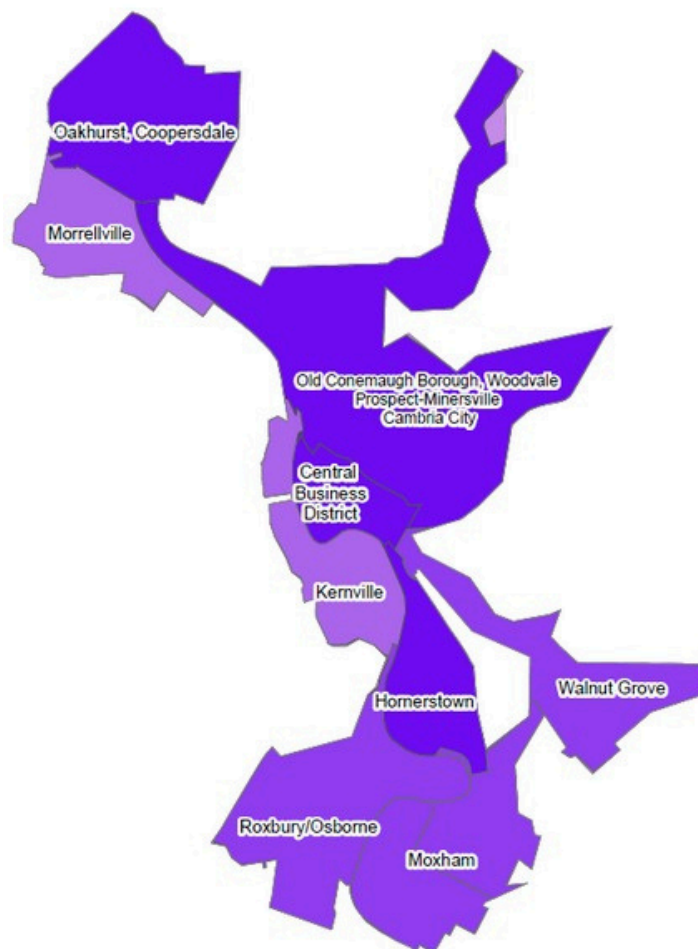 Oakhurst, Coopersdale
Morrellville
Old Conemaugh Borough, Woodvale
Prospect-Minersville
Cambria City
Central
Business
District
Kernville
Hornerstown
Walnut Grove
Roxbury/Osborne
Moxham